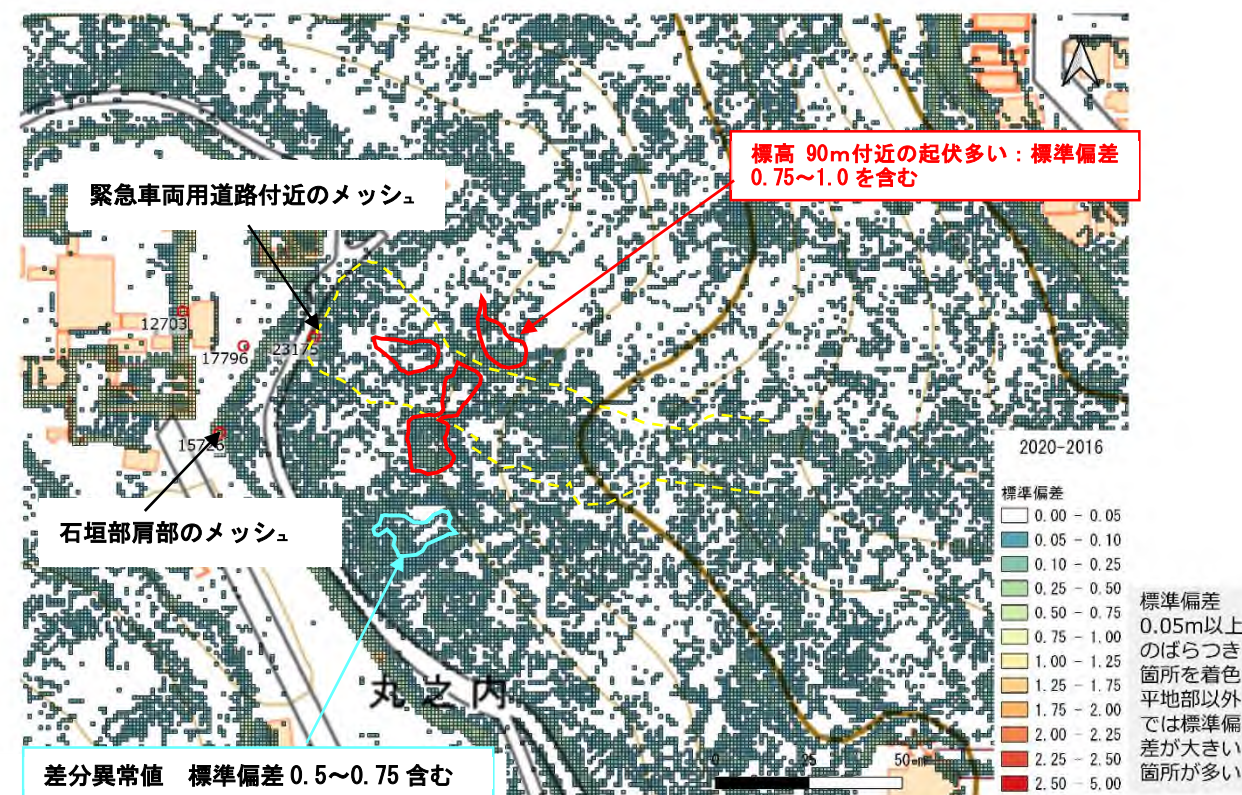 標高 90m付近の起伏多い：標準偏差
0.75～1.0 を含む
緊急車両用道路付近のメッシュ
12703
17796
23175
15726
石垣部肩部のメッシュ
丸之内
差分異常値　標準偏差 0.5～0.75 含む
0 25 50 m
2020-2016
標準偏差
0.00 - 0.05
0.05 - 0.10
0.10 - 0.25
0.25 - 0.50
0.50 - 0.75
0.75 - 1.00
1.00 - 1.25
1.25 - 1.75
1.75 - 2.00
2.00 - 2.25
2.25 - 2.50
2.50 - 5.00
標準偏差
0.05m以上
のばらつき
箇所を着色
平地部以外
では標準偏
差が大きい
箇所が多い